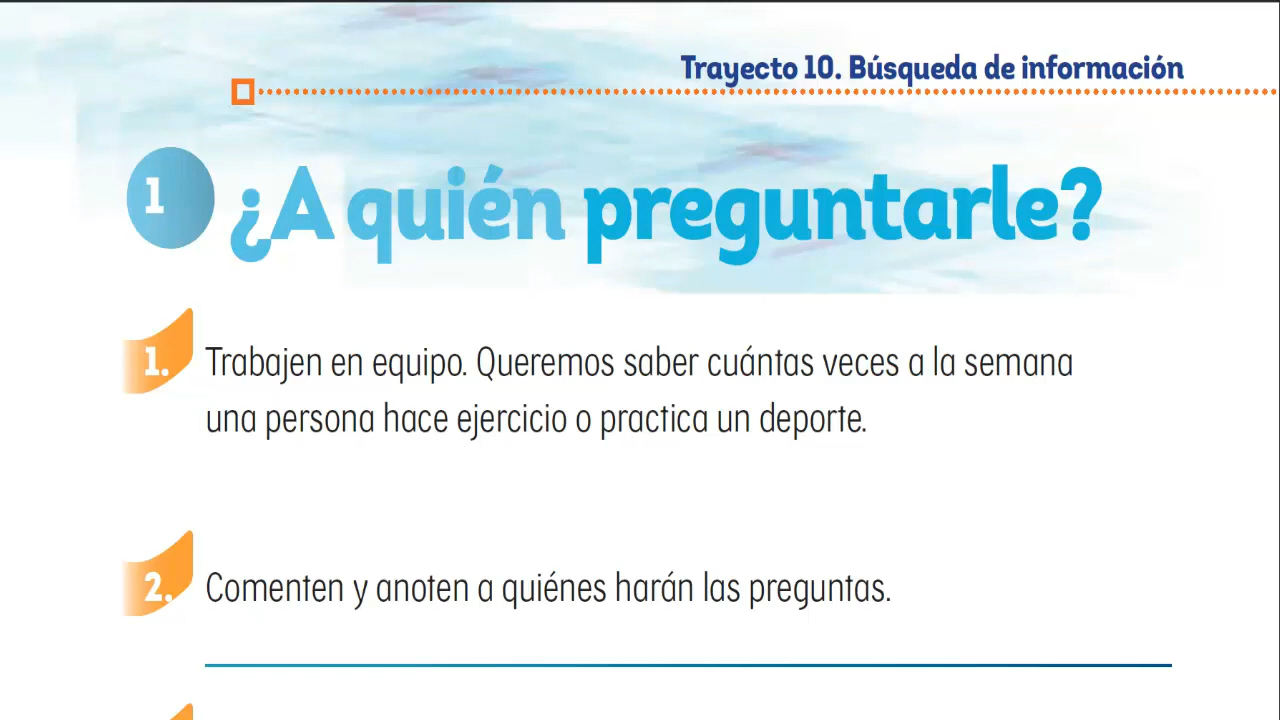 Trayecto 10. Búsqueda de información
1 ¿A quién preguntarle?
1. Trabajen en equipo. Queremos saber cuántas veces a la semana
una persona hace ejercicio o practica un deporte.
2. Comenten y anoten a quiénes harán las preguntas.